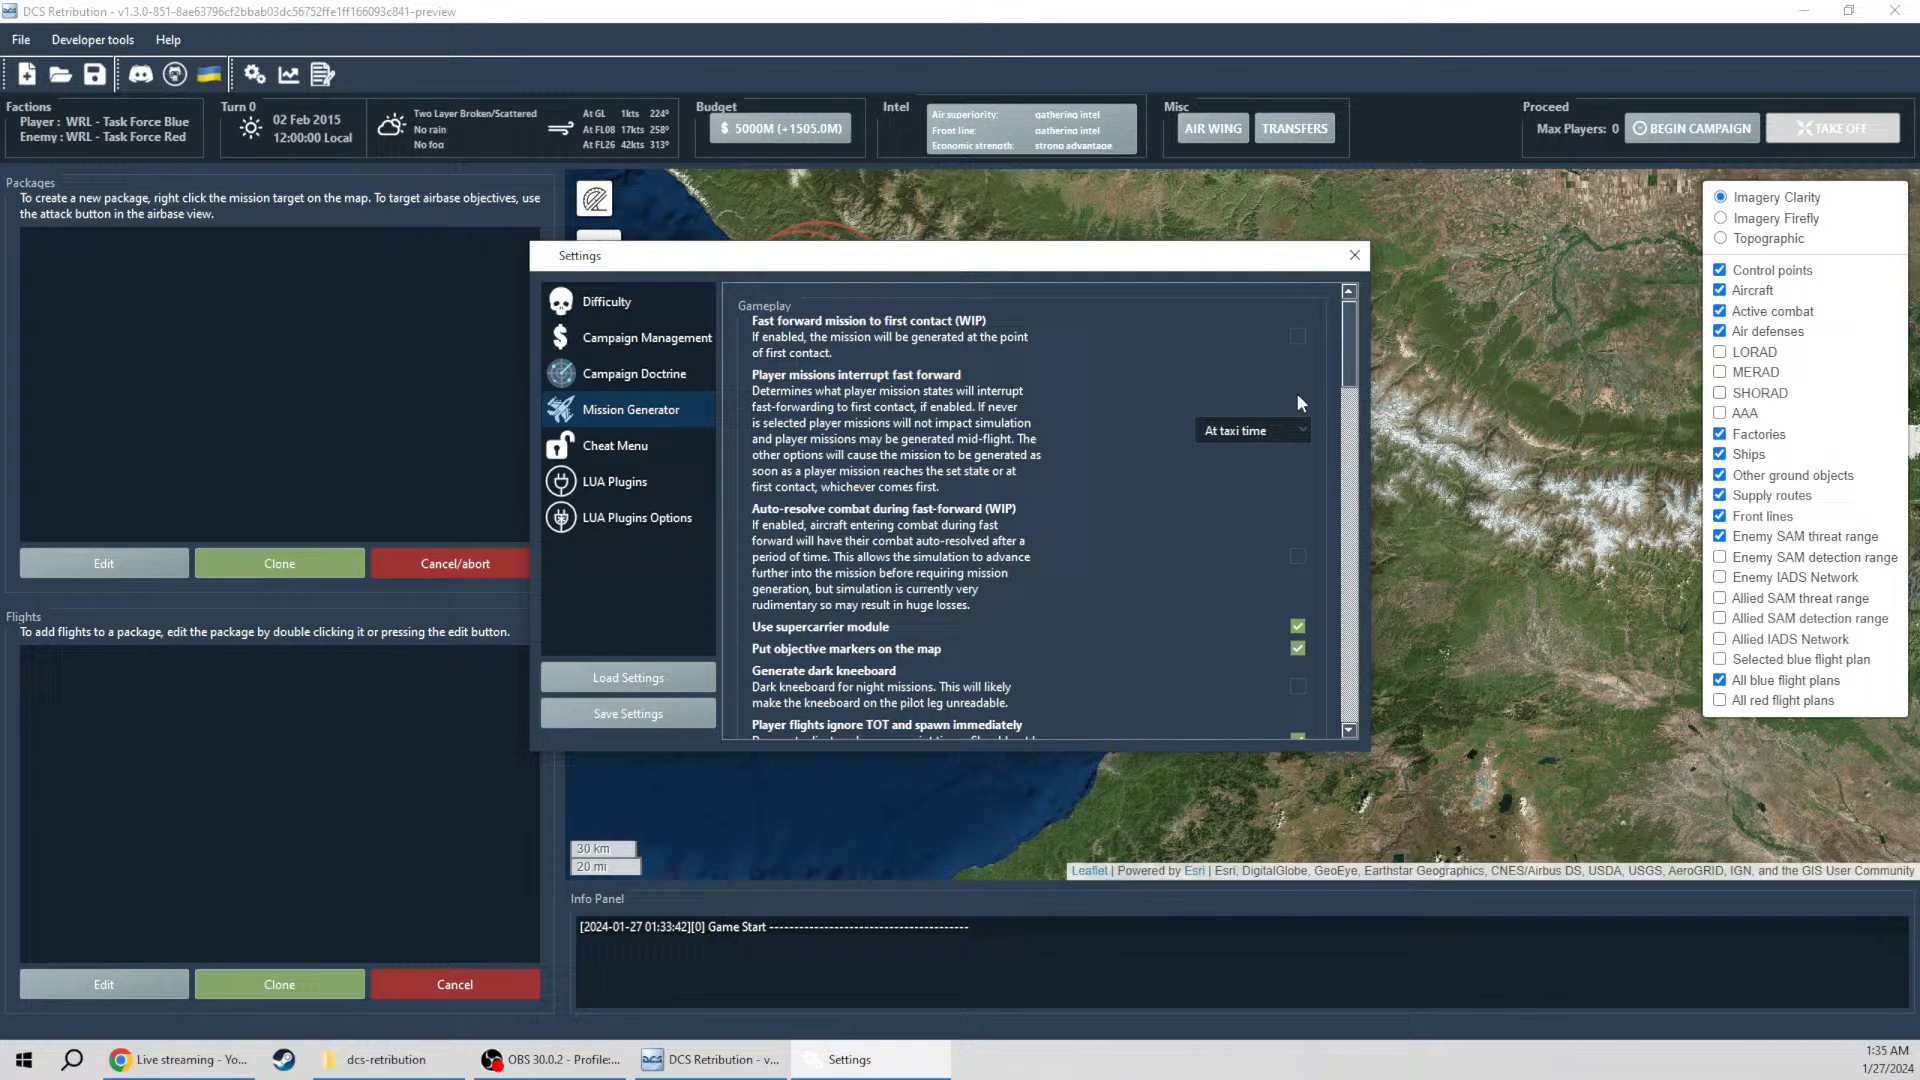 DCS Retribution - v1.3.0-851-8ae63796cf2bbab03dc56752ffe1ff166093c841-preview
File Developer tools Help
Factions
Player : WRL - Task Force Blue
Enemy : WRL - Task Force Red
Turn 0
02 Feb 2015
12:00:00 Local
Two Layer Broken/Scattered
No rain
No fog
At GL 1kts 224º
At FL08 17kts 258º
At FL26 42kts 313º
Budget
$ 5000M (+1505.0M)
Intel
Air superiority: gathering intel
Front line: gathering intel
Economic strength: strong advantage
Misc
AIR WING
TRANSFERS
Proceed
Max Players: 0
BEGIN CAMPAIGN
TAKE OFF
Packages
To create a new package, right click the mission target on the map. To target airbase objectives, use
the attack button in the airbase view.
Edit
Clone
Cancel/abort
Flights
To add flights to a package, edit the package by double clicking it or pressing the edit button.
Edit
Clone
Cancel
Settings
Difficulty
Campaign Management
Campaign Doctrine
Mission Generator
Cheat Menu
LUA Plugins
LUA Plugins Options
Load Settings
Save Settings
Gameplay
Fast forward mission to first contact (WIP)
If enabled, the mission will be generated at the point
of first contact.
Player missions interrupt fast forward
Determines what player mission states will interrupt
fast-forwarding to first contact, if enabled. If never
is selected player missions will not impact simulation
and player missions may be generated mid-flight. The
other options will cause the mission to be generated as
soon as a player mission reaches the set state or at
first contact, whichever comes first.
At taxi time
Auto-resolve combat during fast-forward (WIP)
If enabled, aircraft entering combat during fast
forward will have their combat auto-resolved after a
period of time. This allows the simulation to advance
further into the mission before requiring mission
generation, but simulation is currently very
rudimentary so may result in huge losses.
Use supercarrier module
Put objective markers on the map
Generate dark kneeboard
Dark kneeboard for night missions. This will likely
make the kneeboard on the pilot leg unreadable.
Player flights ignore TOT and spawn immediately
Imagery Clarity
Imagery Firefly
Topographic
Control points
Aircraft
Active combat
Air defenses
LORAD
MERAD
SHORAD
AAA
Factories
Ships
Other ground objects
Supply routes
Front lines
Enemy SAM threat range
Enemy SAM detection range
Enemy IADS Network
Allied SAM threat range
Allied SAM detection range
Allied IADS Network
Selected blue flight plan
All blue flight plans
All red flight plans
30 km
20 mi
Leaflet | Powered by Esri | Esri, DigitalGlobe, GeoEye, Earthstar Geographics, CNES/Airbus DS, USDA, USGS, AeroGRID, IGN, and the GIS User Community
Info Panel
[2024-01-27 01:33:42][0] Game Start ----------------------------------------
Live streaming - Yo...
dcs-retribution
OBS 30.0.2 - Profile:...
DCS Retribution - v...
Settings
1:35 AM
1/27/2024